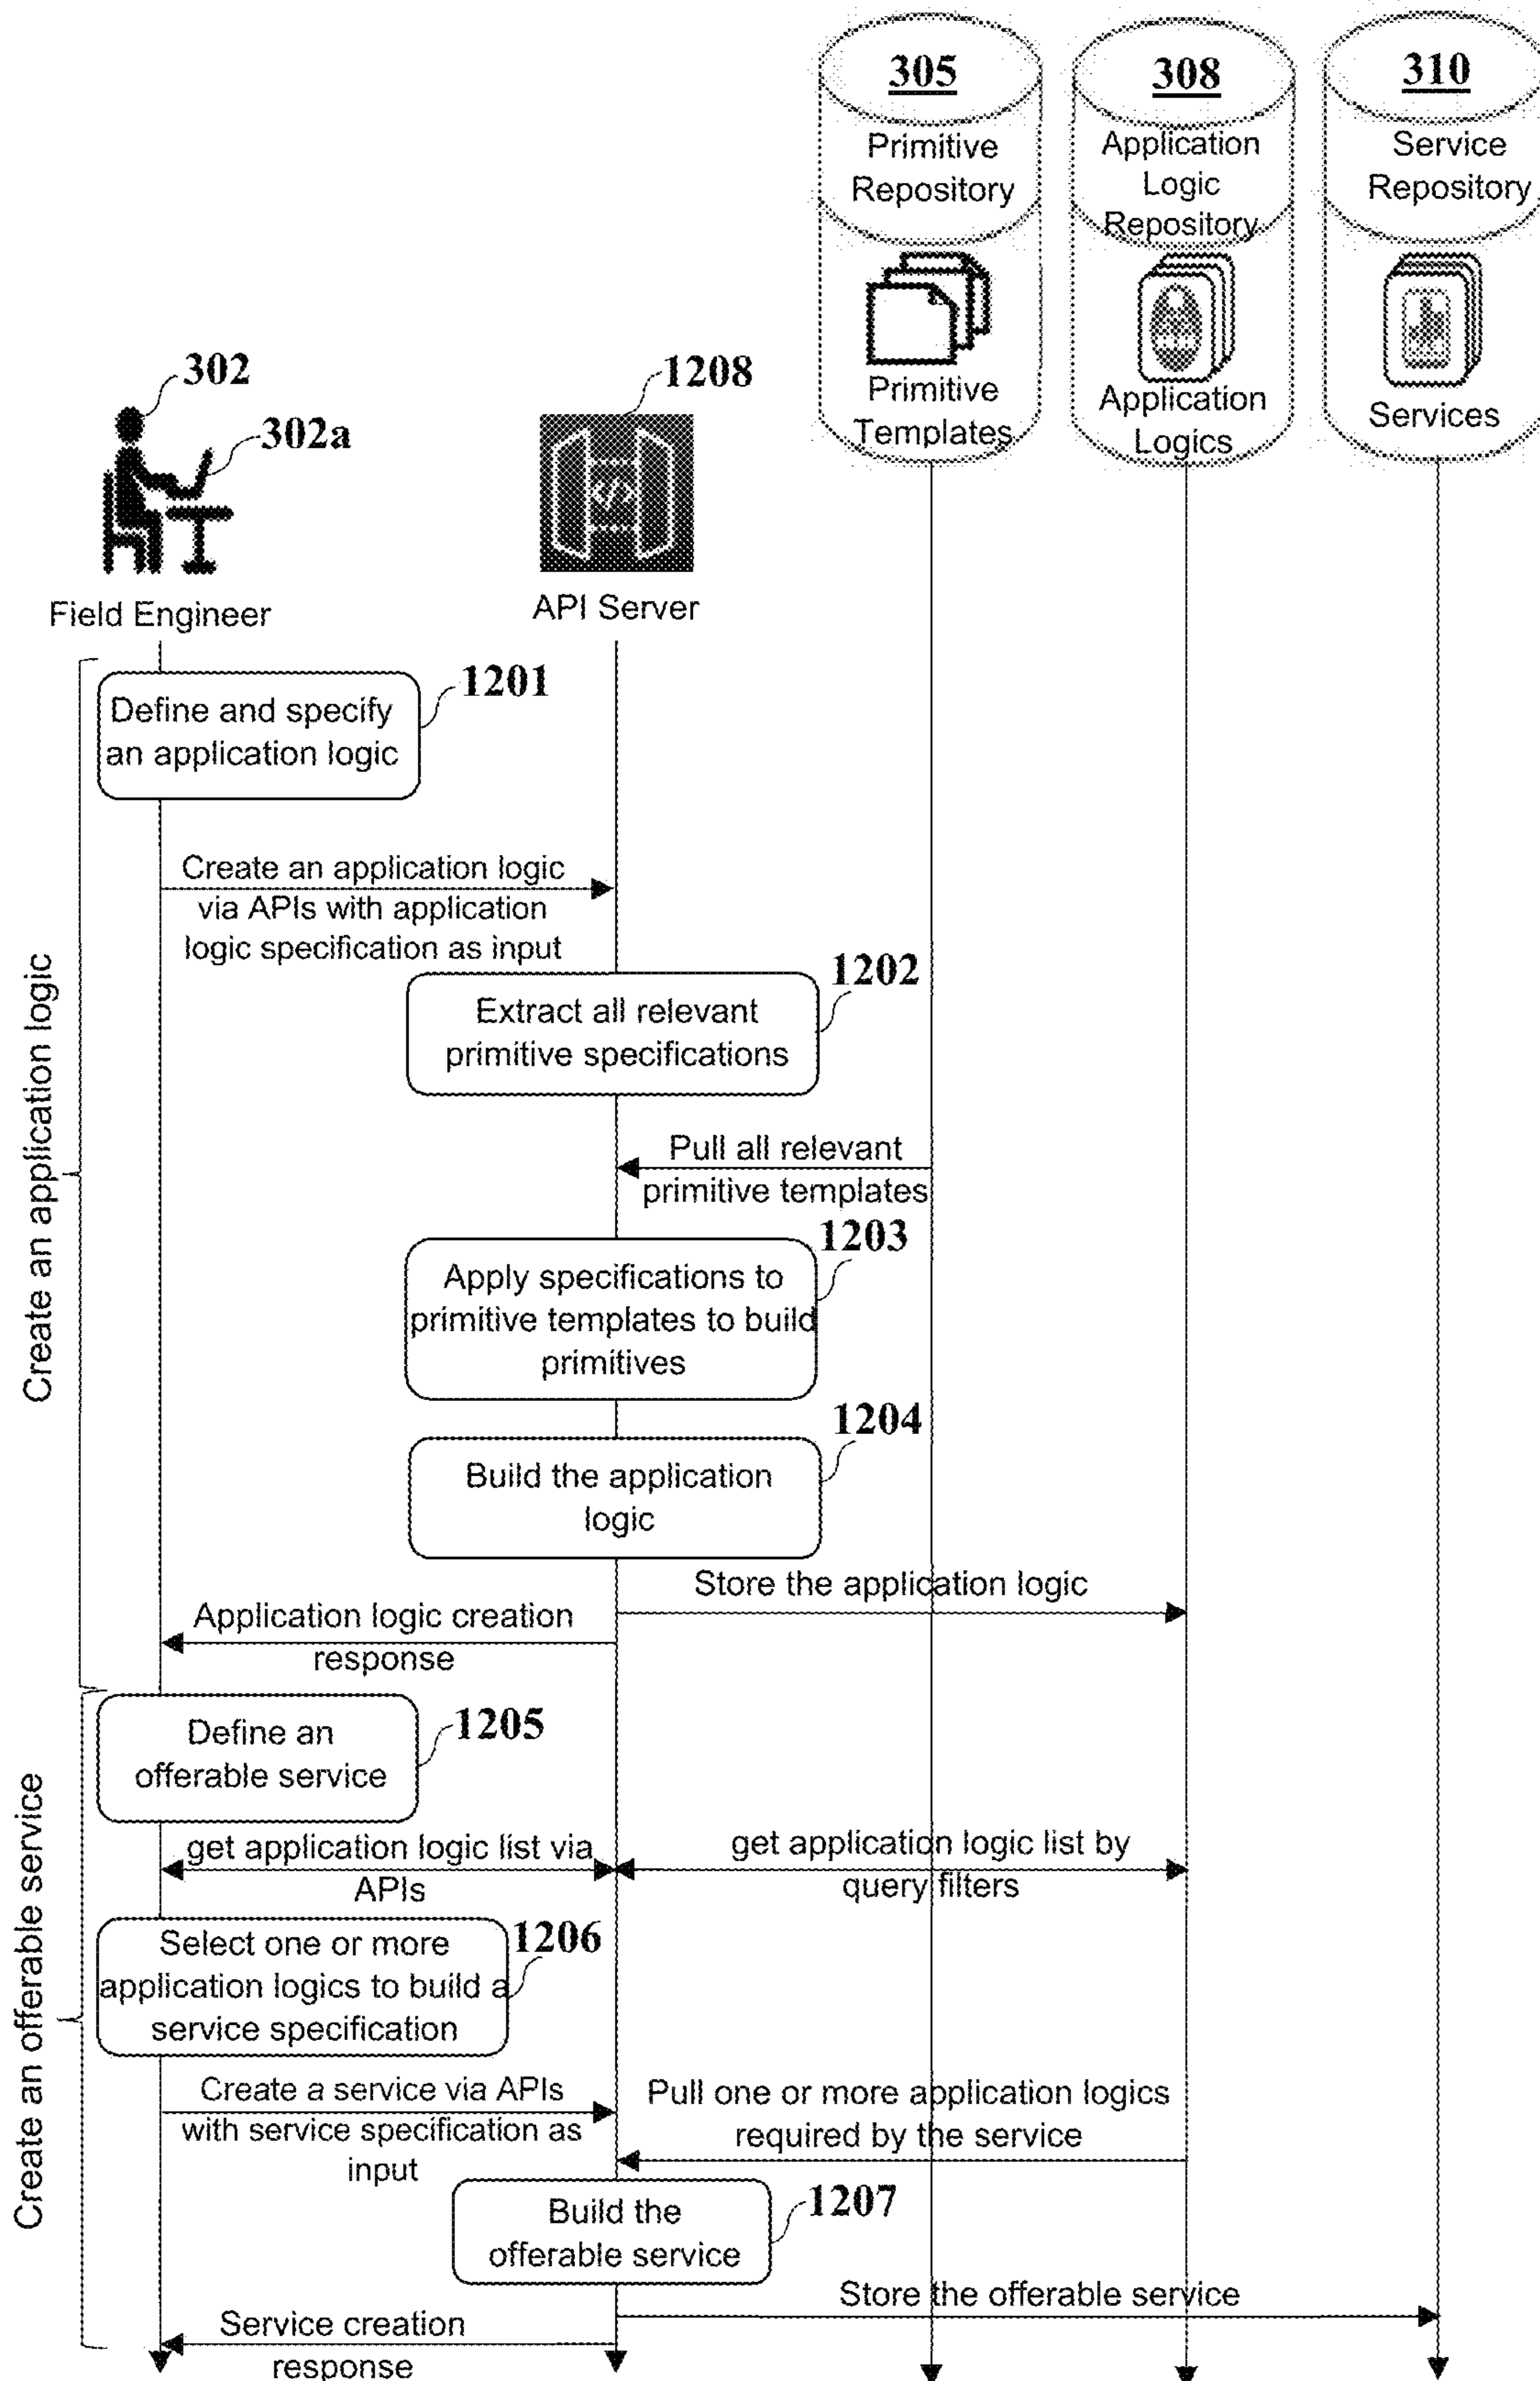 305
Primitive
Repository
Primitive
Templates
308
Application
Logic
Repository
Application
Logics
310
Service
Repository
Services
302
302a
Field Engineer
1208
</>
API Server
Create an application logic
1201
Define and specify
an application logic
Create an application logic
via APIs with application
logic specification as input
1202
Extract all relevant
primitive specifications
Pull all relevant
primitive templates
1203
Apply specifications to
primitive templates to build
primitives
1204
Build the application
logic
Store the application logic
Application logic creation
response
Create an offerable service
1205
Define an
offerable service
get application logic list via
APIs
get application logic list by
query filters
1206
Select one or more
application logics to build a
service specification
Create a service via APIs
with service specification as
input
Pull one or more application logics
required by the service
1207
Build the
offerable service
Store the offerable service
Service creation
response